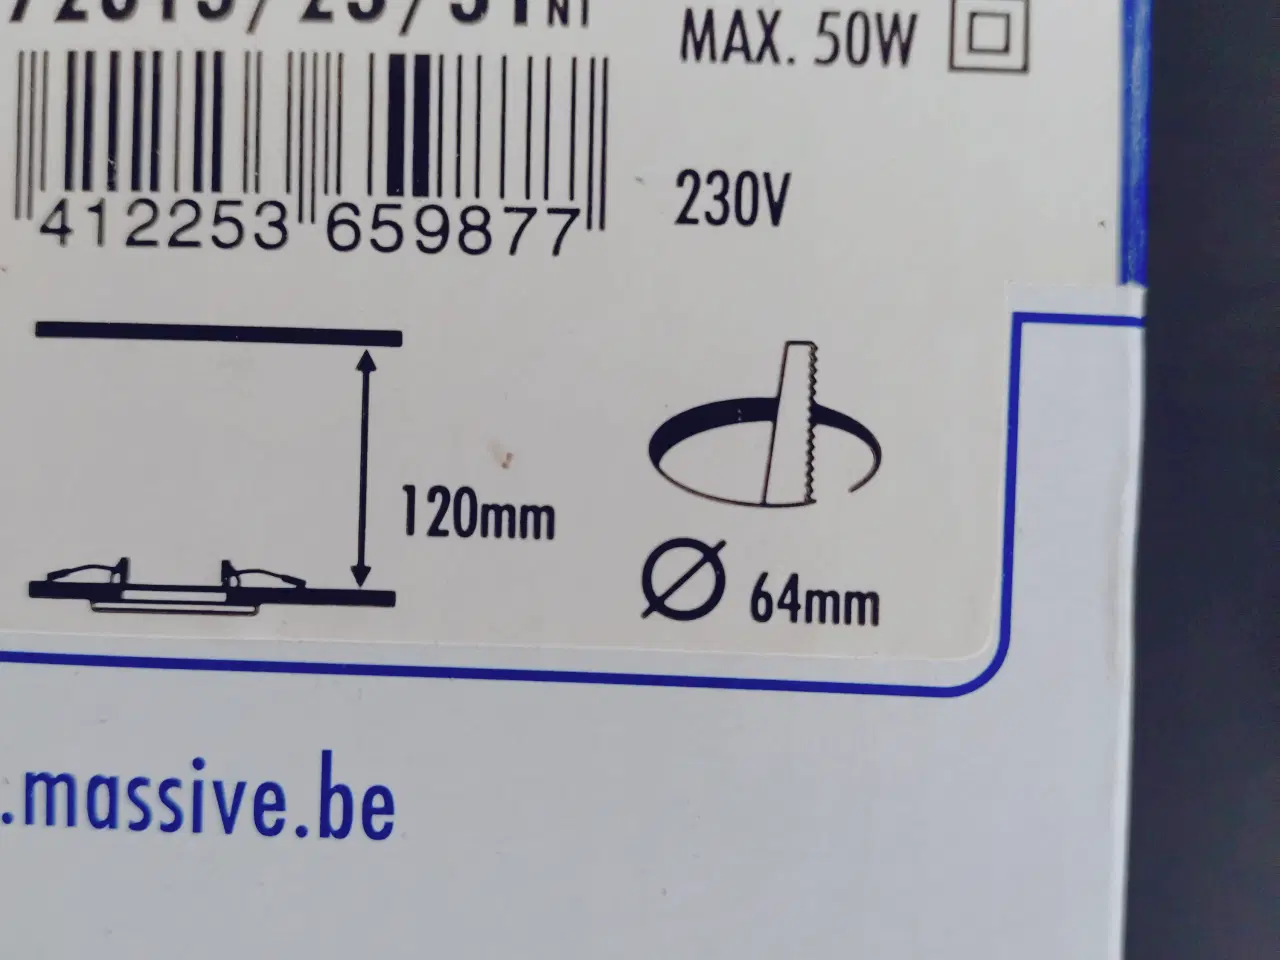 MAX. 50W
412253 659877
230V
120mm
64mm
.massive.be